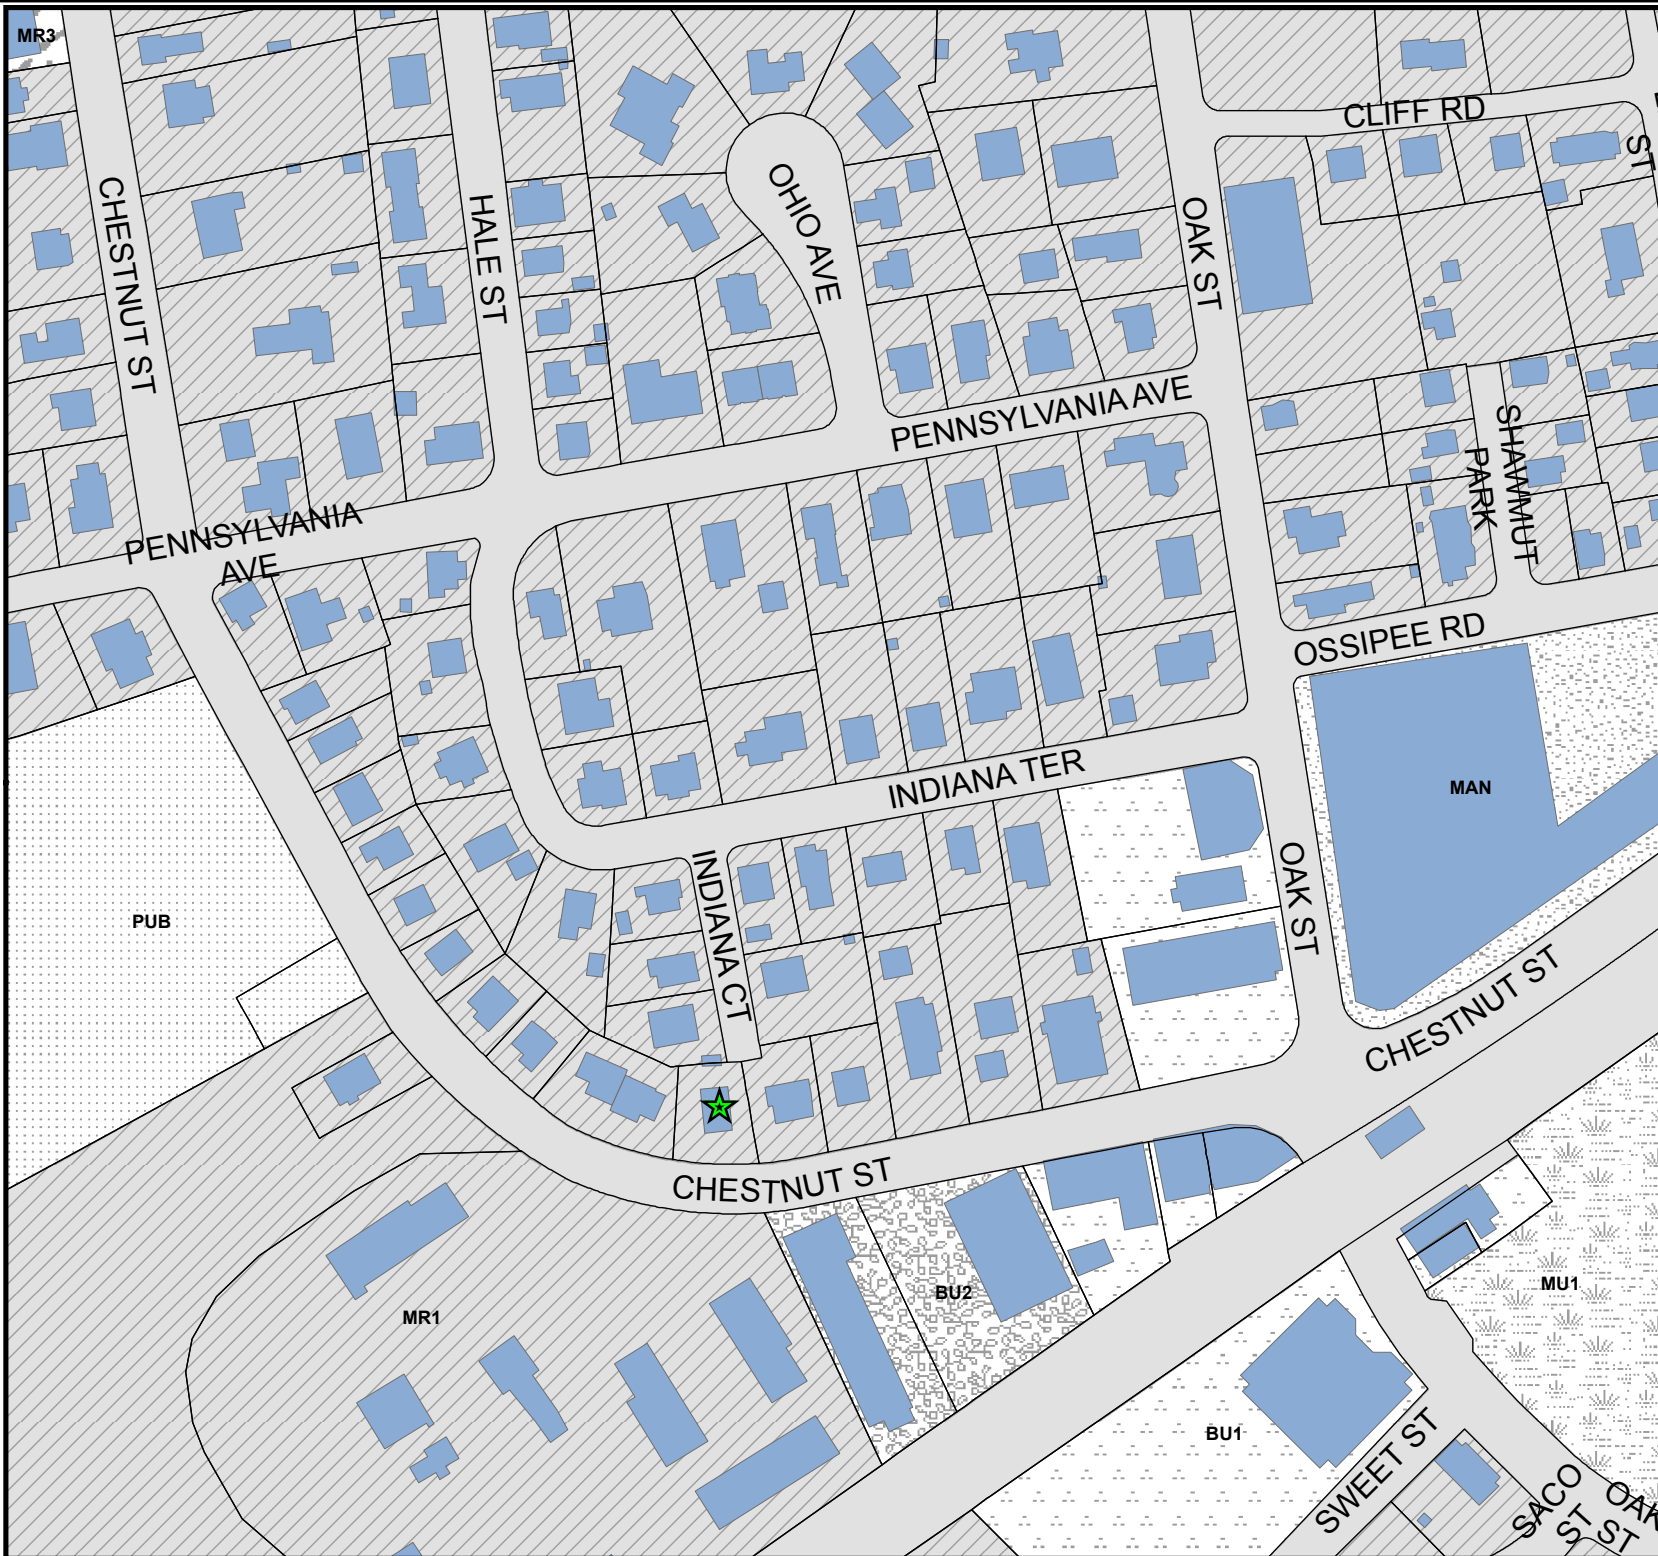 MR3
CLIFF RD
ST
CHESTNUT ST
HALE ST
OHIO AVE
OAK ST
PENNSYLVANIA AVE
SHAWMUT
PARK
PENNSYLVANIA
AVE
OSSIPEE RD
INDIANA TER
MAN
OAK ST
INDIANA CT
PUB
CHESTNUT ST
CHESTNUT ST
MR1
BU2
MU1
BU1
SWEET ST
SACO
ST
OAK
ST